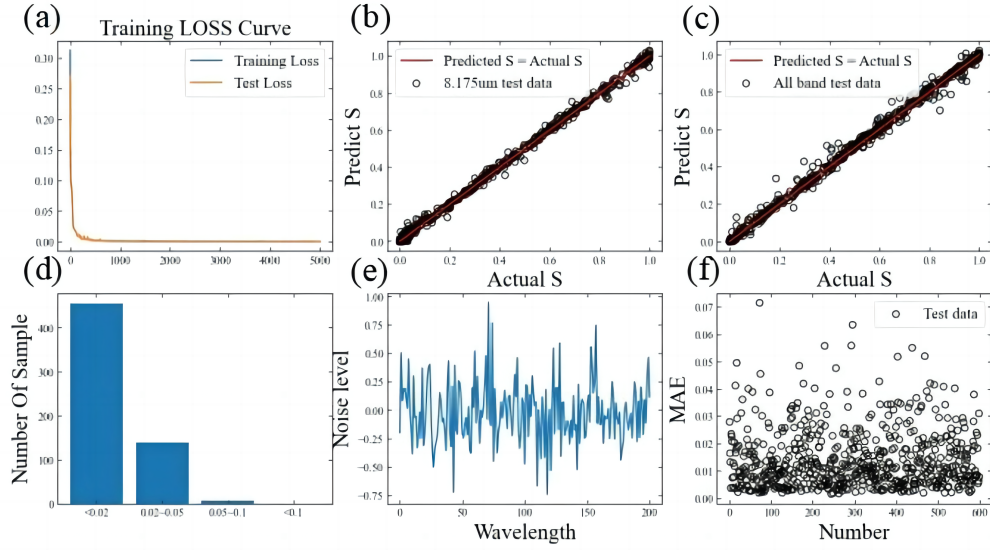 (a)
Training LOSS Curve
Training Loss
Test Loss
0.30
0.25
0.20
0.15
0.10
0.05
0.00
0 1000 2000 3000 4000 5000
(b)
Predicted S = Actual S
8.175um test data
Predict S
1.0
0.8
0.6
0.4
0.2
0.0
0.0 0.2 0.4 0.6 0.8 1.0
Actual S
(c)
Predicted S = Actual S
All band test data
Predict S
1.0
0.8
0.6
0.4
0.2
0.0
0.0 0.2 0.4 0.6 0.8 1.0
Actual S
(d)
Number Of Sample
400
300
200
100
0
<0.02 0.02~0.05 0.05~0.1 <0.1
(e)
Noise level
1.00
0.75
0.50
0.25
0.00
−0.25
−0.50
−0.75
0 50 100 150 200
Wavelength
(f)
Test data
MAE
0.07
0.06
0.05
0.04
0.03
0.02
0.01
0.00
0 100 200 300 400 500 600
Number